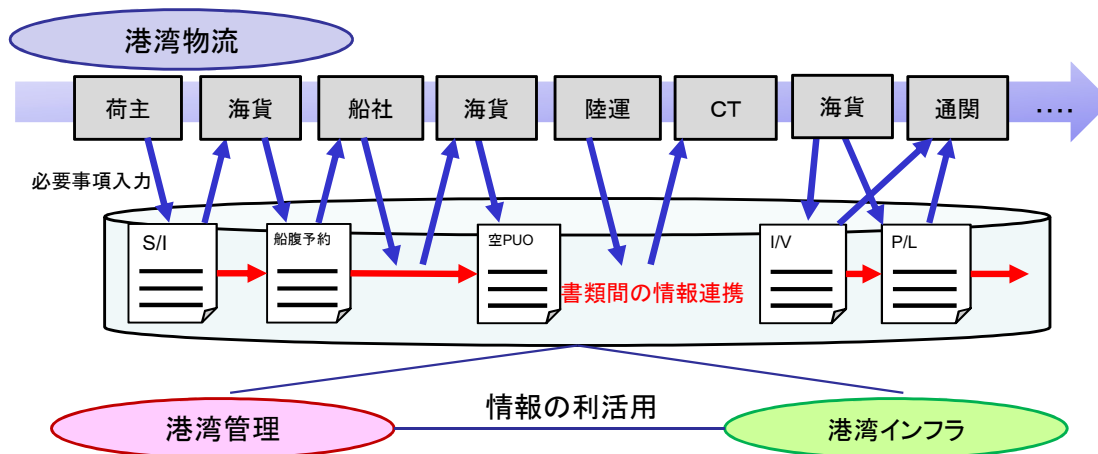 港湾物流
荷主
海貨
船社
海貨
陸運
CT
海貨
通関
....
必要事項入力
S/I
船腹予約
空PUO
I/V
P/L
書類間の情報連携
情報の利活用
港湾管理
港湾インフラ